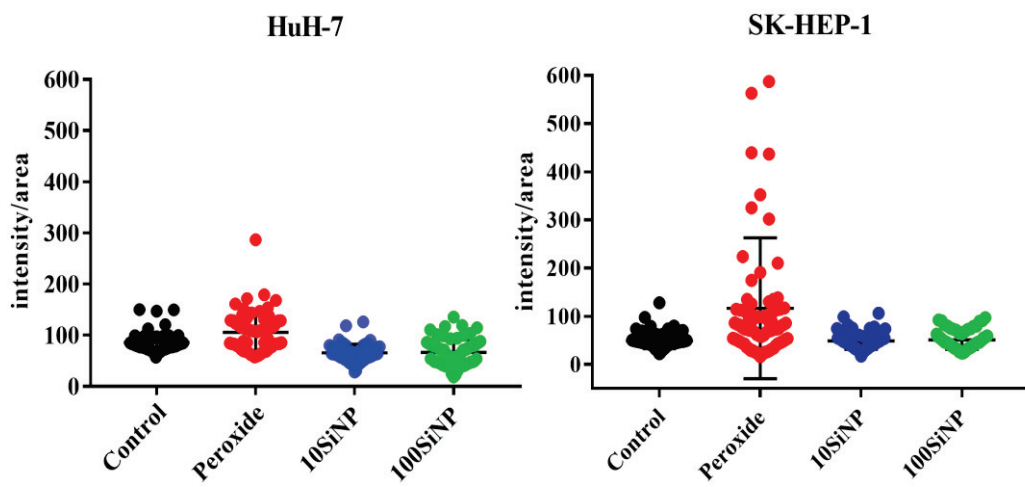 HuH-7
intensity/area
600
500
400
300
200
100
0
Control
Peroxide
10SiNP
100SiNP
SK-HEP-1
intensity/area
600
500
400
300
200
100
0
Control
Peroxide
10SiNP
100SiNP